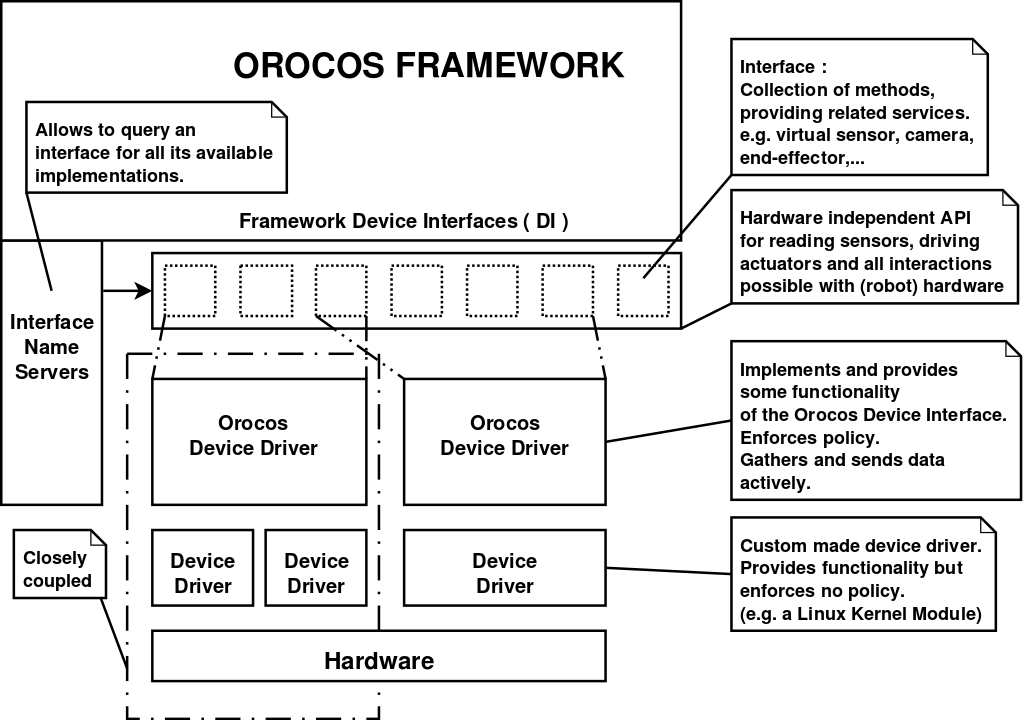 OROCOS FRAMEWORK
Allows to query an
interface for all its available
implementations.
Framework Device Interfaces ( DI )
Interface :
Collection of methods,
providing related services.
e.g. virtual sensor, camera,
end-effector,...
Hardware independent API
for reading sensors, driving
actuators and all interactions
possible with (robot) hardware
Interface
Name
Servers
Orocos
Device Driver
Orocos
Device Driver
Implements and provides
some functionality
of the Orocos Device Interface.
Enforces policy.
Gathers and sends data
actively.
Closely
coupled
Device
Driver
Device
Driver
Device
Driver
Custom made device driver.
Provides functionality but
enforces no policy.
(e.g. a Linux Kernel Module)
Hardware